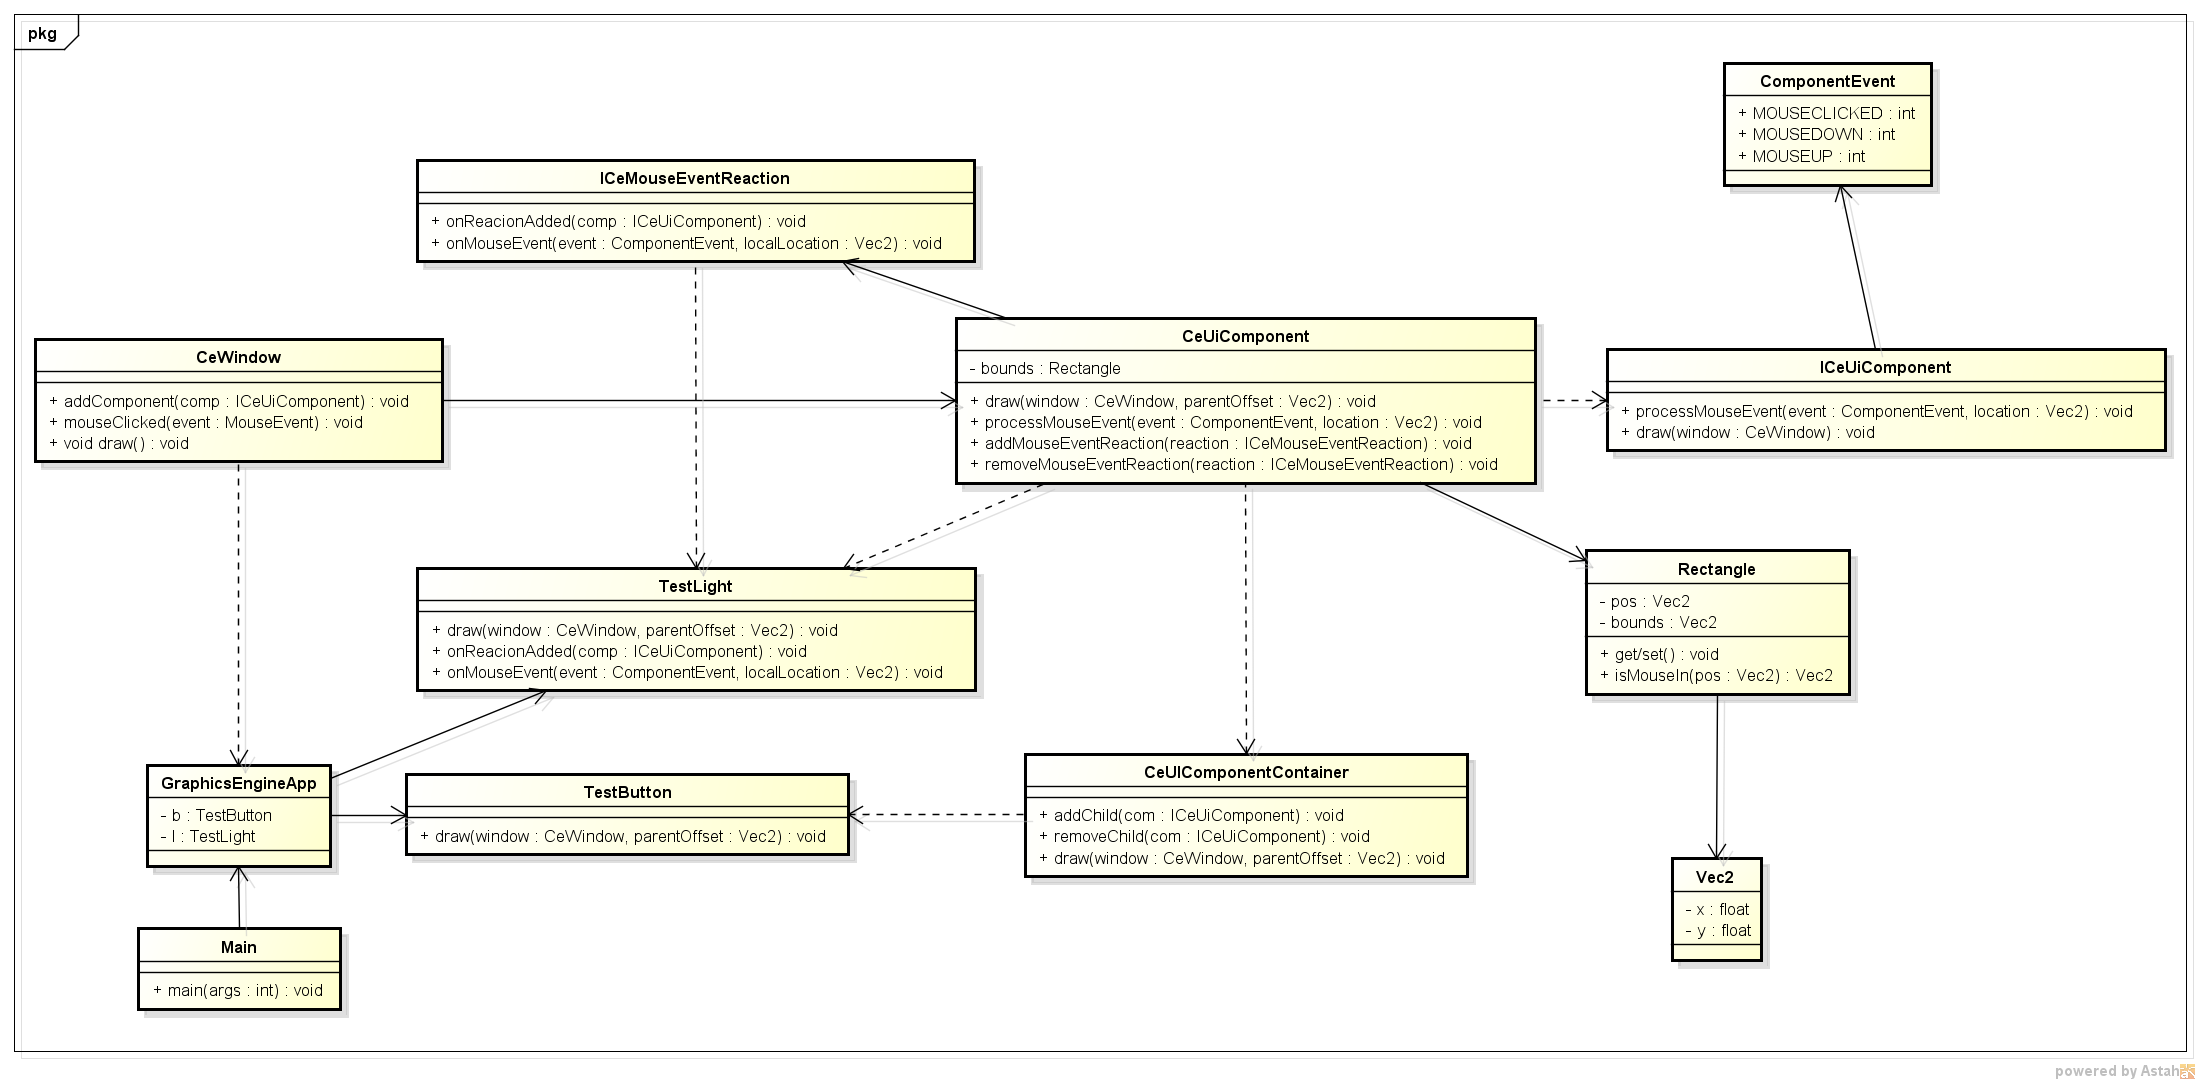 pkg
ComponentEvent
+ MOUSECLICKED : int
+ MOUSEDOWN : int
+ MOUSEUP : int
ICeMouseEventReaction
+ onReacionAdded(comp : ICeUiComponent) : void
+ onMouseEvent(event : ComponentEvent, localLocation : Vec2) : void
CeWindow
+ addComponent(comp : ICeUiComponent) : void
+ mouseClicked(event : MouseEvent) : void
+ void draw() : void
CeUiComponent
- bounds : Rectangle
+ draw(window : CeWindow, parentOffset : Vec2) : void
+ processMouseEvent(event : ComponentEvent, location : Vec2) : void
+ addMouseEventReaction(reaction : ICeMouseEventReaction) : void
+ removeMouseEventReaction(reaction : ICeMouseEventReaction) : void
ICeUiComponent
+ processMouseEvent(event : ComponentEvent, location : Vec2) : void
+ draw(window : CeWindow) : void
TestLight
+ draw(window : CeWindow, parentOffset : Vec2) : void
+ onReacionAdded(comp : ICeUiComponent) : void
+ onMouseEvent(event : ComponentEvent, localLocation : Vec2) : void
Rectangle
- pos : Vec2
- bounds : Vec2
+ get/set() : void
+ isMouseIn(pos : Vec2) : Vec2
GraphicsEngineApp
- b : TestButton
- l : TestLight
TestButton
+ draw(window : CeWindow, parentOffset : Vec2) : void
CeUIComponentContainer
+ addChild(com : ICeUiComponent) : void
+ removeChild(com : ICeUiComponent) : void
+ draw(window : CeWindow, parentOffset : Vec2) : void
Vec2
- x : float
- y : float
Main
+ main(args : int) : void
powered by Astah